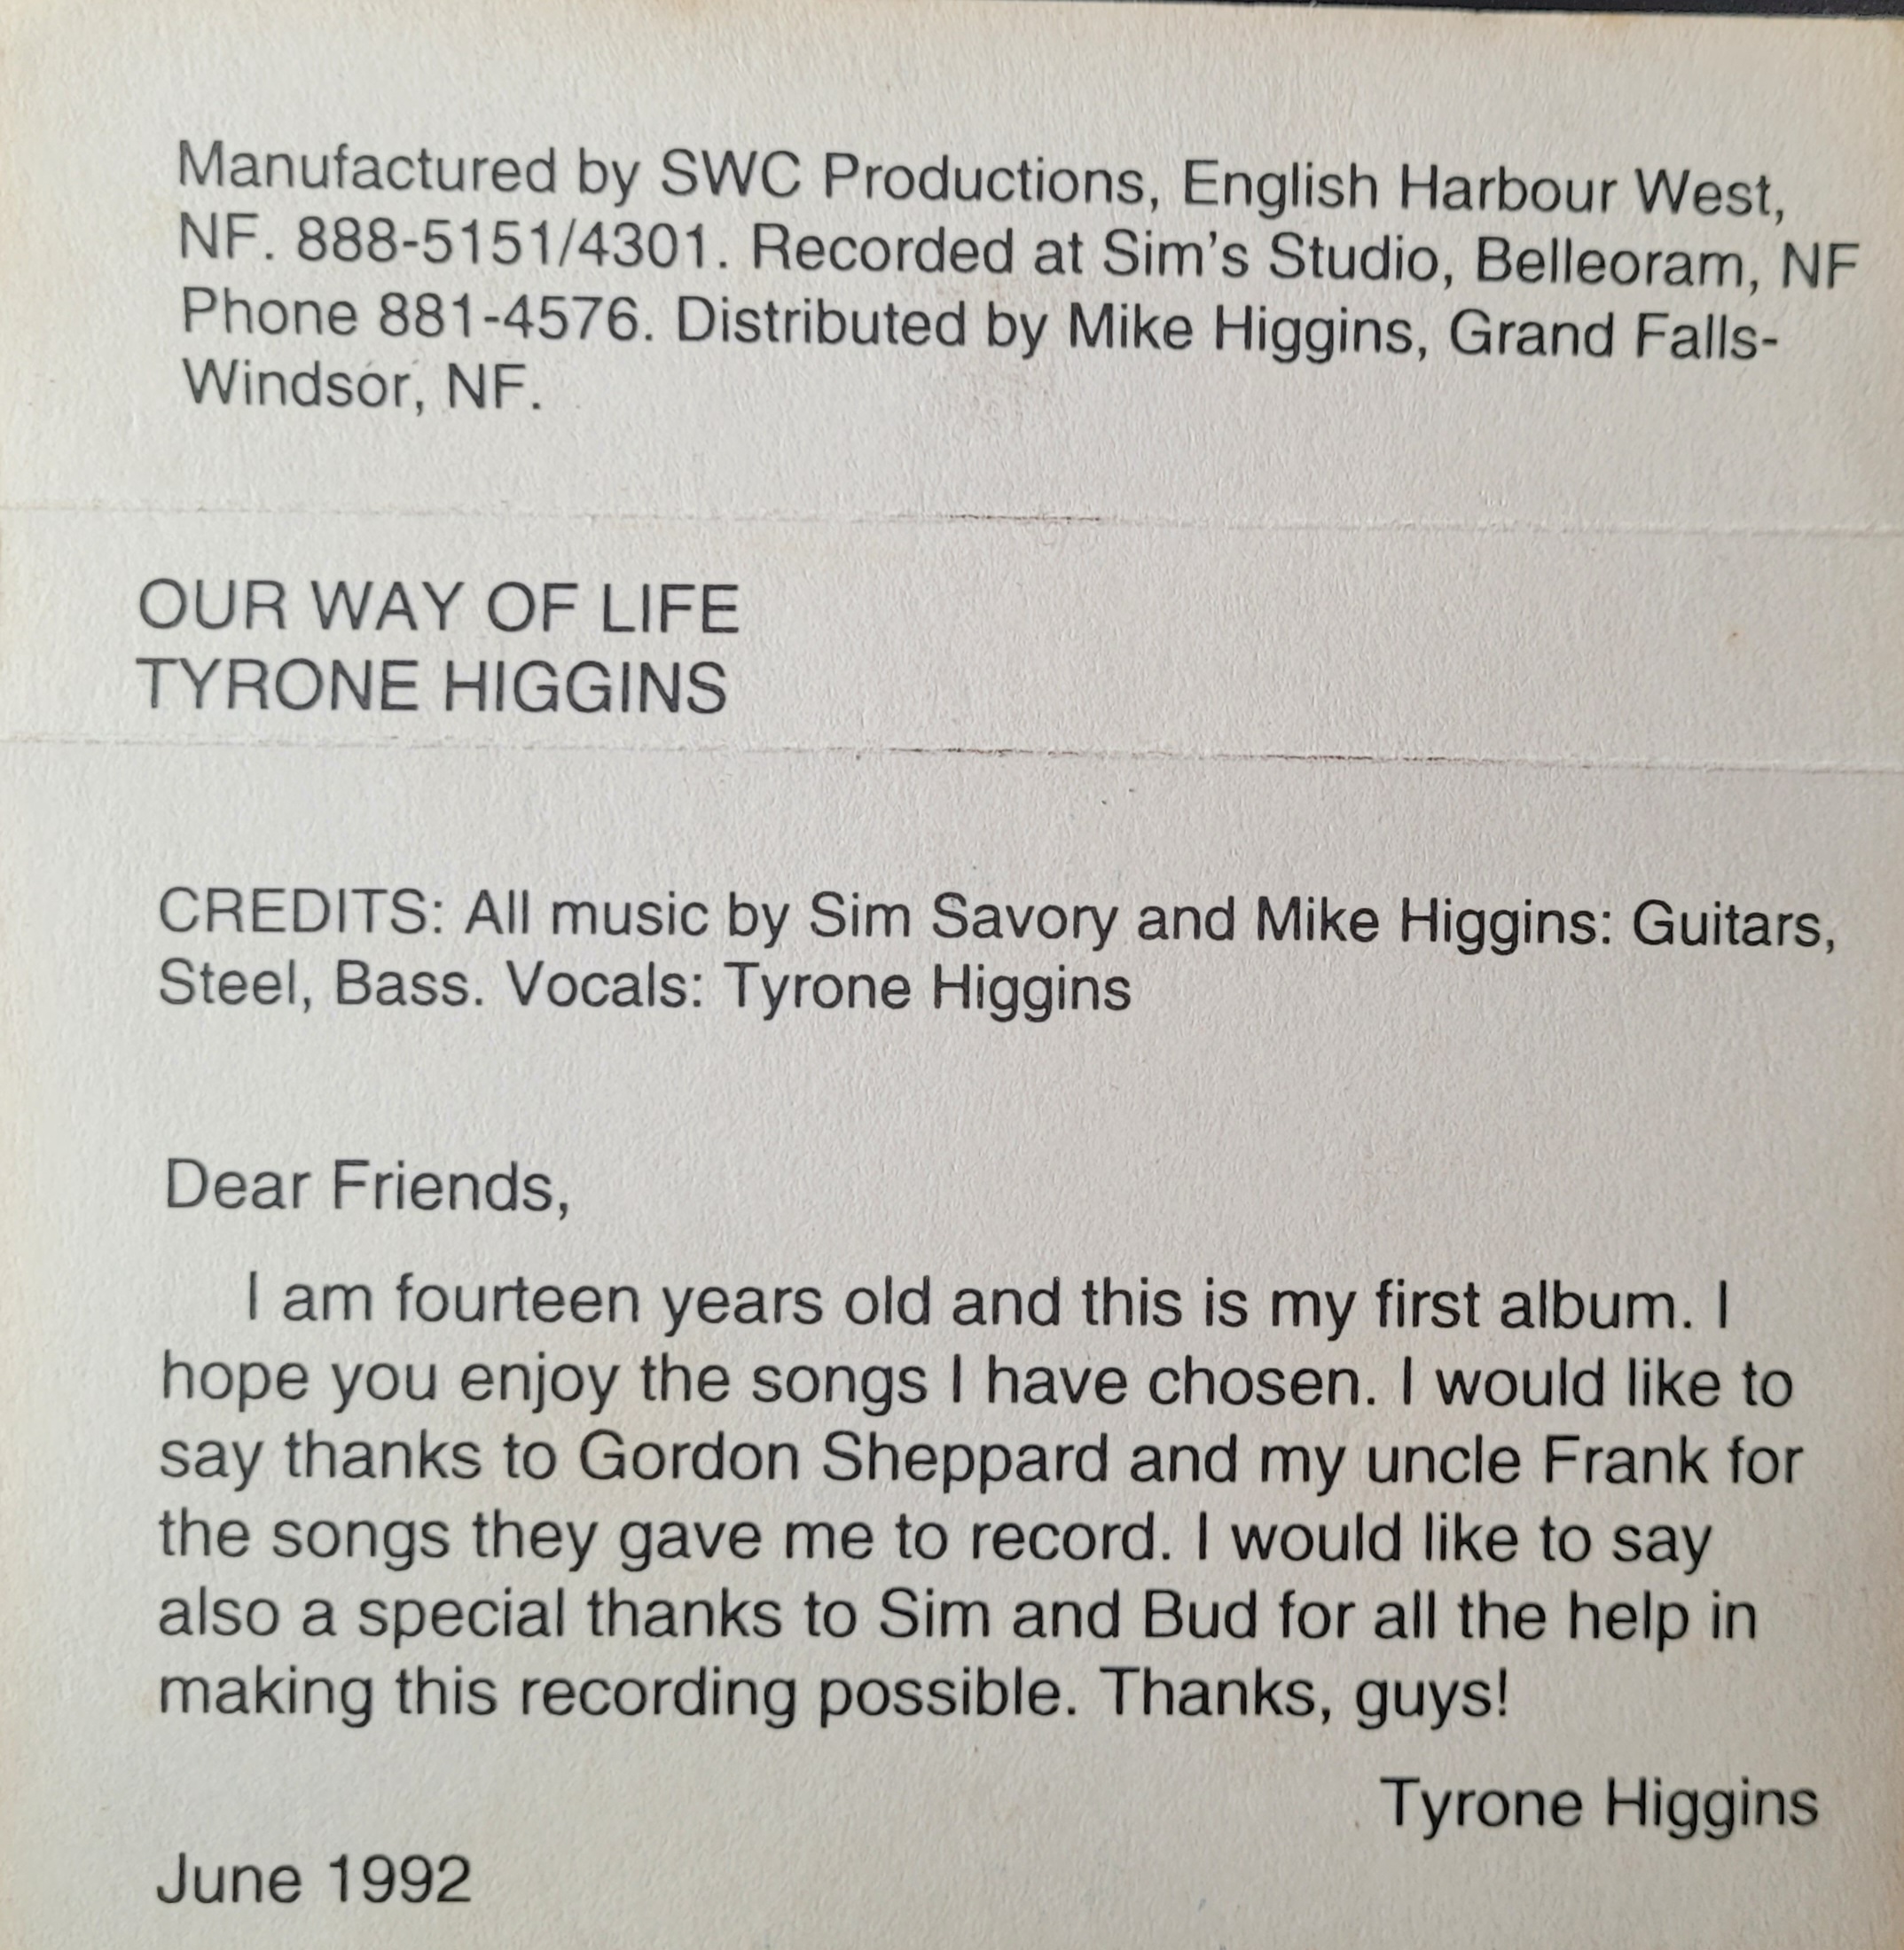 Manufactured by SWC Productions, English Harbour West,
NF. 888-5151/4301. Recorded at Sim's Studio, Belleoram, NF
Phone 881-4576. Distributed by Mike Higgins, Grand Falls-
Windsor, NF.
OUR WAY OF LIFE
TYRONE HIGGINS
CREDITS: All music by Sim Savory and Mike Higgins: Guitars,
Steel, Bass. Vocals: Tyrone Higgins
Dear Friends,
I am fourteen years old and this is my first album. I
hope you enjoy the songs I have chosen. I would like to
say thanks to Gordon Sheppard and my uncle Frank for
the songs they gave me to record. I would like to say
also a special thanks to Sim and Bud for all the help in
making this recording possible. Thanks, guys!
Tyrone Higgins
June 1992